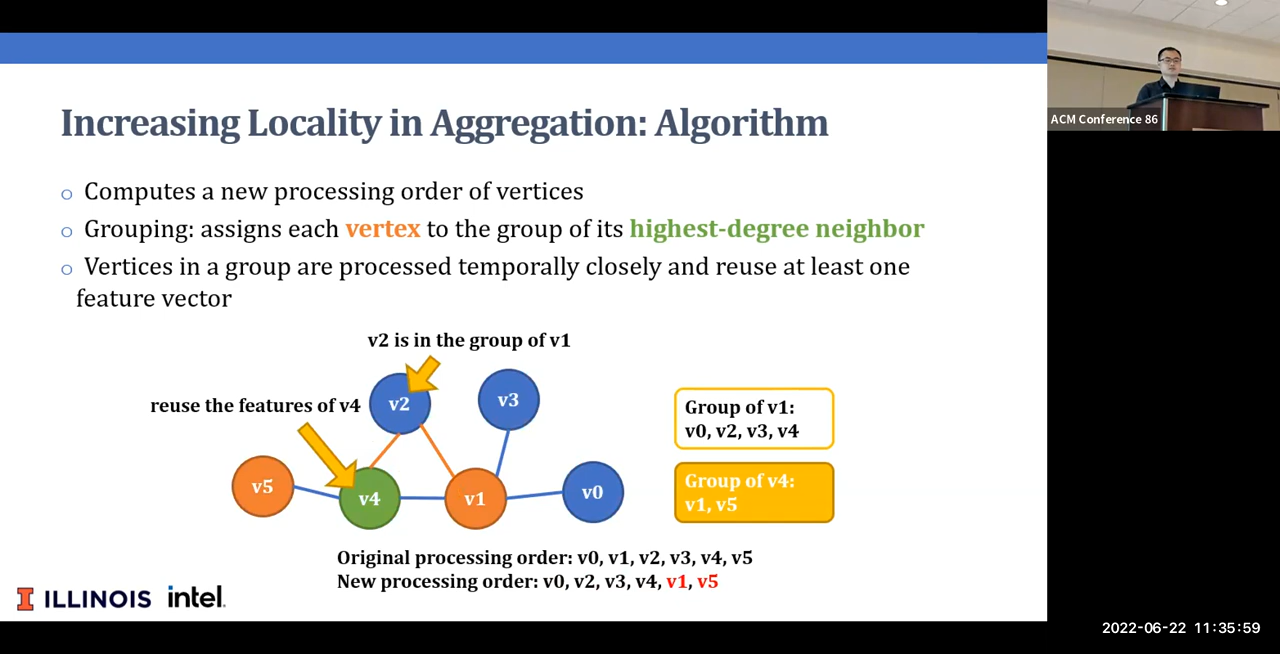 ACM Conference 86
Increasing Locality in Aggregation: Algorithm
Computes a new processing order of vertices
Grouping: assigns each vertex to the group of its highest-degree neighbor
Vertices in a group are processed temporally closely and reuse at least one
feature vector
v2 is in the group of v1
reuse the features of v4
v2
v3
v5
v4
v1
v0
Group of v1:
v0, v2, v3, v4
Group of v4:
v1, v5
Original processing order: v0, v1, v2, v3, v4, v5
New processing order: v0, v2, v3, v4, v1, v5
I ILLINOIS intel.
2022-06-22 11:35:59